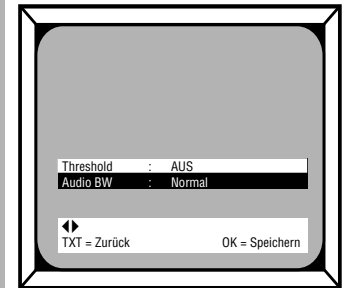 Threshold : AUS
Audio BW : Normal
TXT = Zurück OK = Speichern